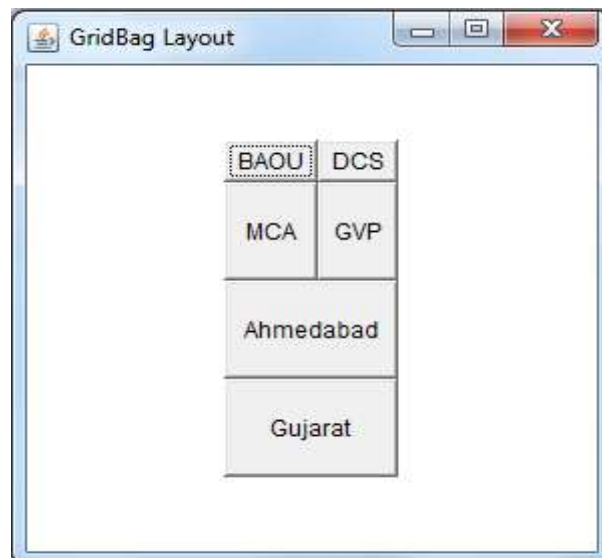 GridBag Layout
BAOU DCS
MCA GVP
Ahmedabad
Gujarat